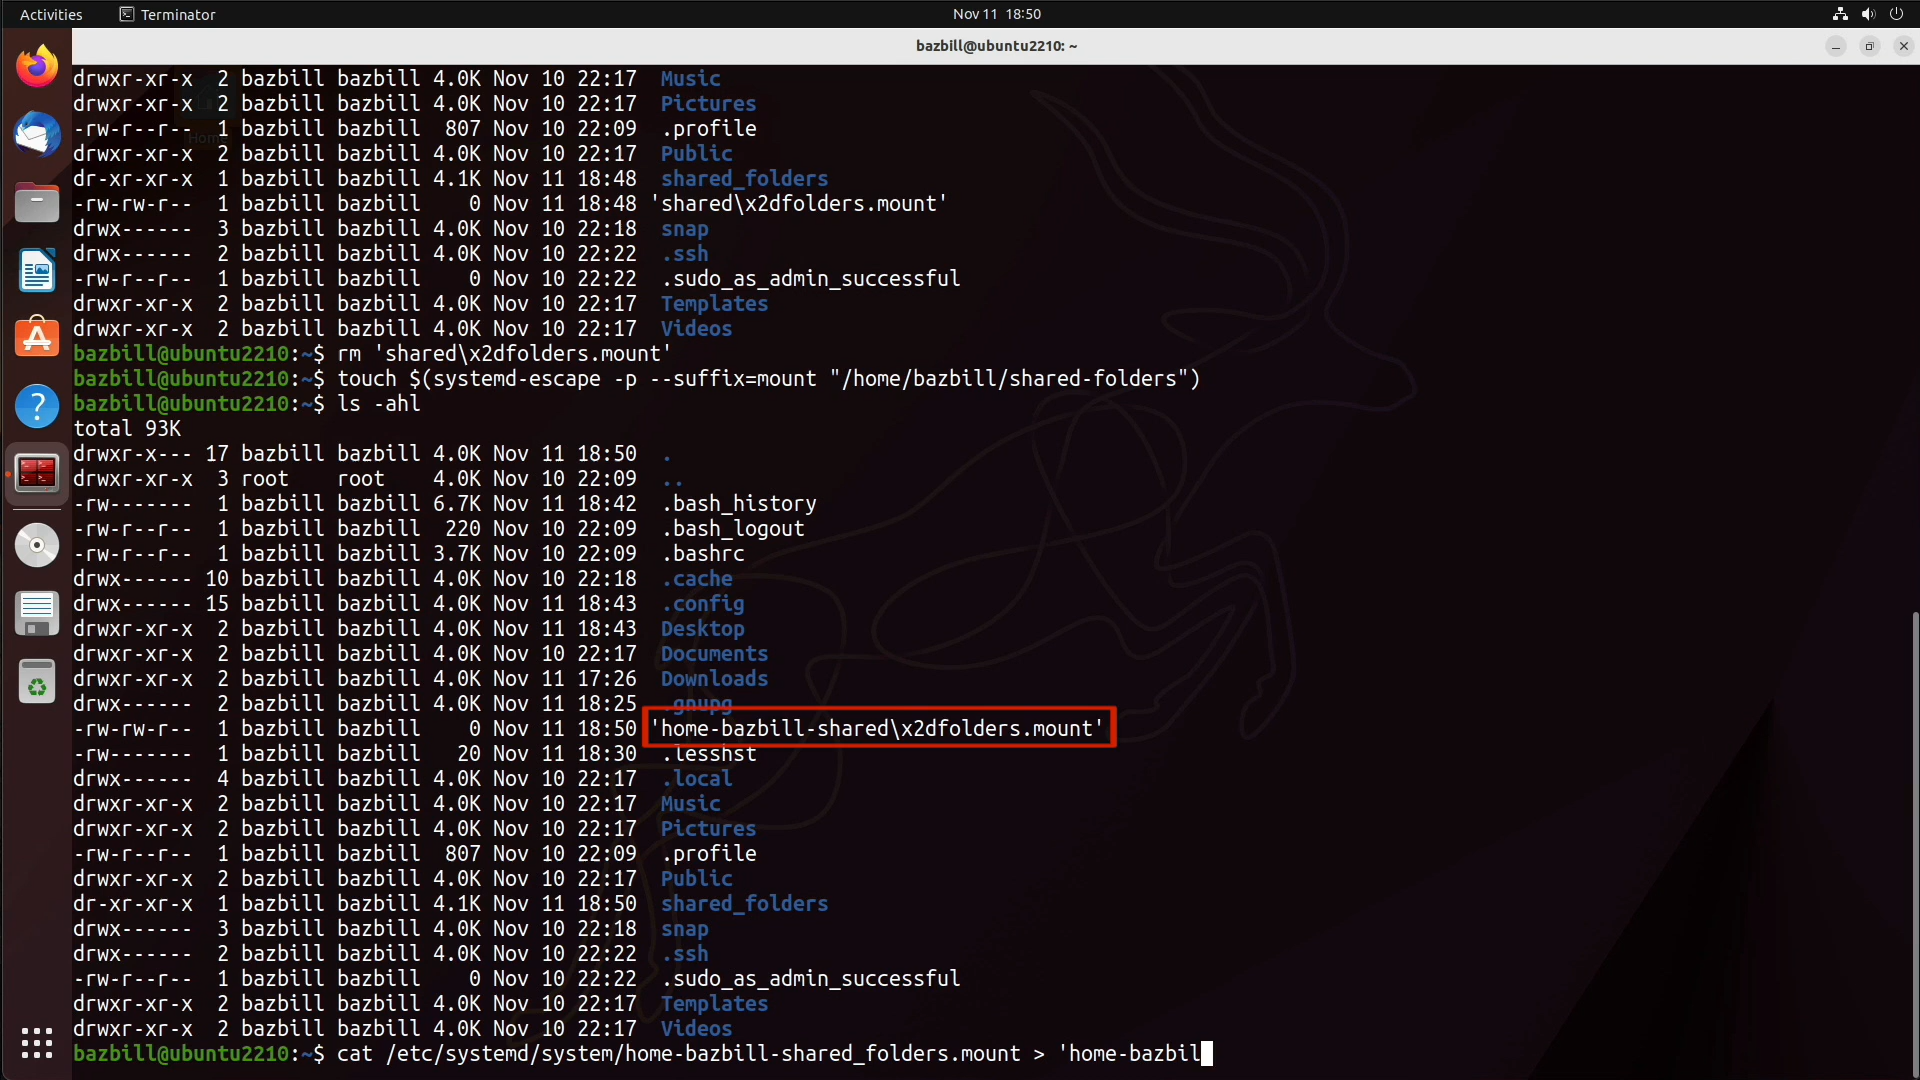 Activities Terminator Nov 11 18:50
bazbill@ubuntu2210: ~
Home
drwxr-xr-x 2 bazbill bazbill 4.0K Nov 10 22:17 Music
drwxr-xr-x 2 bazbill bazbill 4.0K Nov 10 22:17 Pictures
-rw-r--r-- 1 bazbill bazbill 807 Nov 10 22:09 .profile
drwxr-xr-x 2 bazbill bazbill 4.0K Nov 10 22:17 Public
dr-xr-xr-x 1 bazbill bazbill 4.1K Nov 11 18:48 shared_folders
-rw-rw-r-- 1 bazbill bazbill 0 Nov 11 18:48 'shared\x2dfolders.mount'
drwx------ 3 bazbill bazbill 4.0K Nov 10 22:18 snap
drwx------ 2 bazbill bazbill 4.0K Nov 10 22:22 .ssh
-rw-r--r-- 1 bazbill bazbill 0 Nov 10 22:22 .sudo_as_admin_successful
drwxr-xr-x 2 bazbill bazbill 4.0K Nov 10 22:17 Templates
drwxr-xr-x 2 bazbill bazbill 4.0K Nov 10 22:17 Videos
bazbill@ubuntu2210:~$ rm 'shared\x2dfolders.mount'
bazbill@ubuntu2210:~$ touch $(systemd-escape -p --suffix=mount "/home/bazbill/shared-folders")
bazbill@ubuntu2210:~$ ls -ahl
total 93K
drwxr-x--- 17 bazbill bazbill 4.0K Nov 11 18:50 .
drwxr-xr-x 3 root root 4.0K Nov 10 22:09 ..
-rw------- 1 bazbill bazbill 6.7K Nov 11 18:42 .bash_history
-rw-r--r-- 1 bazbill bazbill 220 Nov 10 22:09 .bash_logout
-rw-r--r-- 1 bazbill bazbill 3.7K Nov 10 22:09 .bashrc
drwx------ 10 bazbill bazbill 4.0K Nov 10 22:18 .cache
drwx------ 15 bazbill bazbill 4.0K Nov 11 18:43 .config
drwxr-xr-x 2 bazbill bazbill 4.0K Nov 11 18:43 Desktop
drwxr-xr-x 2 bazbill bazbill 4.0K Nov 10 22:17 Documents
drwxr-xr-x 2 bazbill bazbill 4.0K Nov 11 17:26 Downloads
drwx------ 2 bazbill bazbill 4.0K Nov 11 18:25 .gnupg
-rw-rw-r-- 1 bazbill bazbill 0 Nov 11 18:50 'home-bazbill-shared\x2dfolders.mount'
-rw------- 1 bazbill bazbill 20 Nov 11 18:30 .lesshst
drwx------ 4 bazbill bazbill 4.0K Nov 10 22:17 .local
drwxr-xr-x 2 bazbill bazbill 4.0K Nov 10 22:17 Music
drwxr-xr-x 2 bazbill bazbill 4.0K Nov 10 22:17 Pictures
-rw-r--r-- 1 bazbill bazbill 807 Nov 10 22:09 .profile
drwxr-xr-x 2 bazbill bazbill 4.0K Nov 10 22:17 Public
dr-xr-xr-x 1 bazbill bazbill 4.1K Nov 11 18:50 shared_folders
drwx------ 3 bazbill bazbill 4.0K Nov 10 22:18 snap
drwx------ 2 bazbill bazbill 4.0K Nov 10 22:22 .ssh
-rw-r--r-- 1 bazbill bazbill 0 Nov 10 22:22 .sudo_as_admin_successful
drwxr-xr-x 2 bazbill bazbill 4.0K Nov 10 22:17 Templates
drwxr-xr-x 2 bazbill bazbill 4.0K Nov 10 22:17 Videos
bazbill@ubuntu2210:~$ cat /etc/systemd/system/home-bazbill-shared_folders.mount > 'home-bazbil